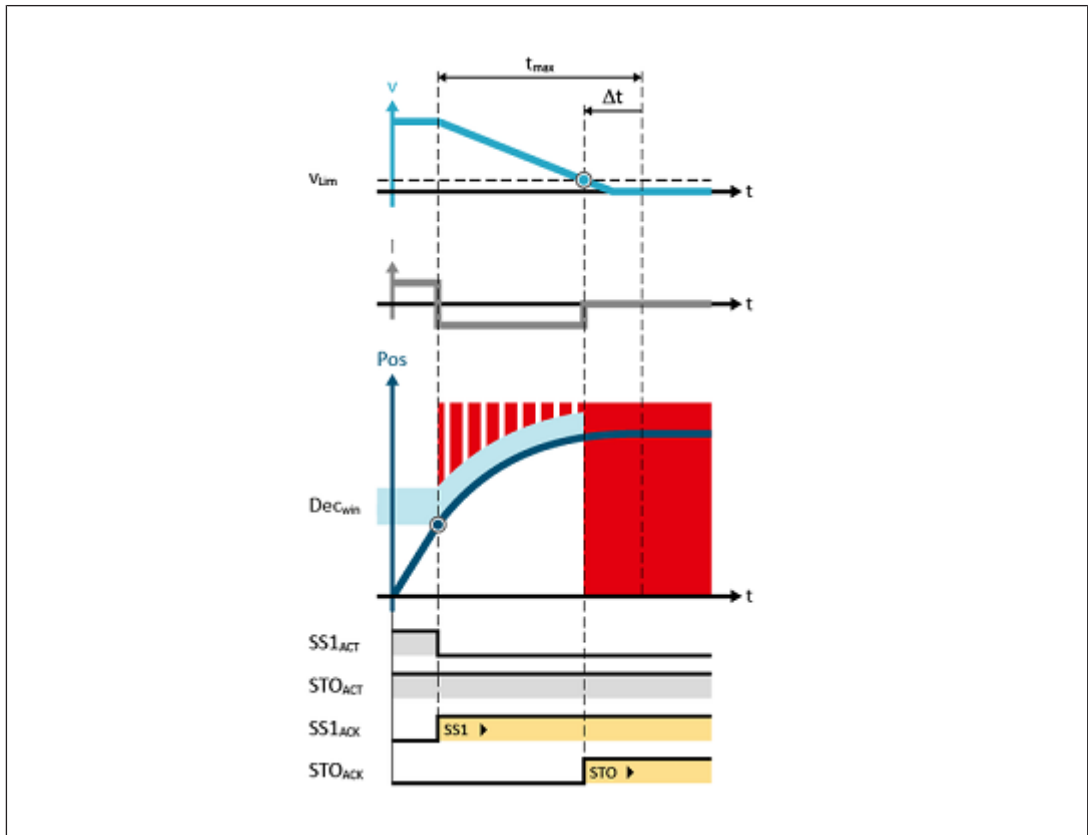 tmax
Δt
v
vLim
t
I
t
Pos
Decwin
t
SS1ACT
STOACT
SS1ACK
SS1
STOACK
STO